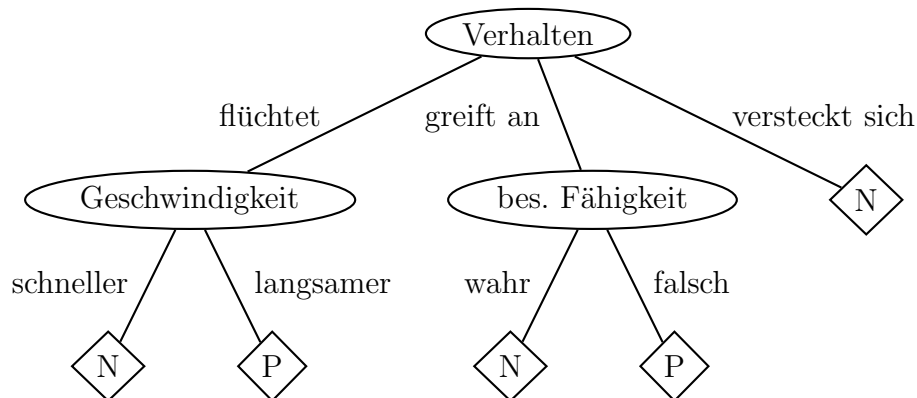 Verhalten
flüchtet greift an versteckt sich
Geschwindigkeit bes. Fähigkeit N
schneller langsamer wahr falsch
N P N P